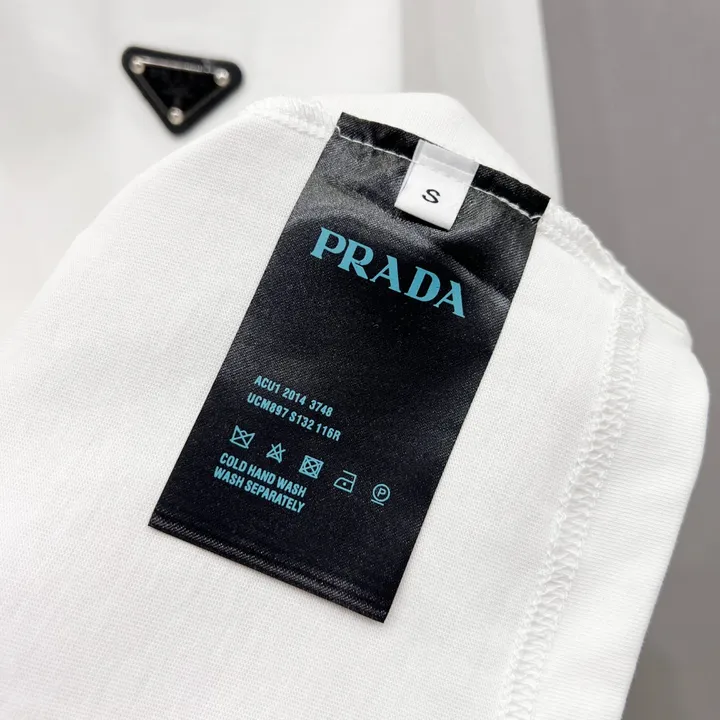 S
PRADA
ACU1 2014 3748
UCM897 S132 116R
P
COLD HAND WASH
WASH SEPARATELY